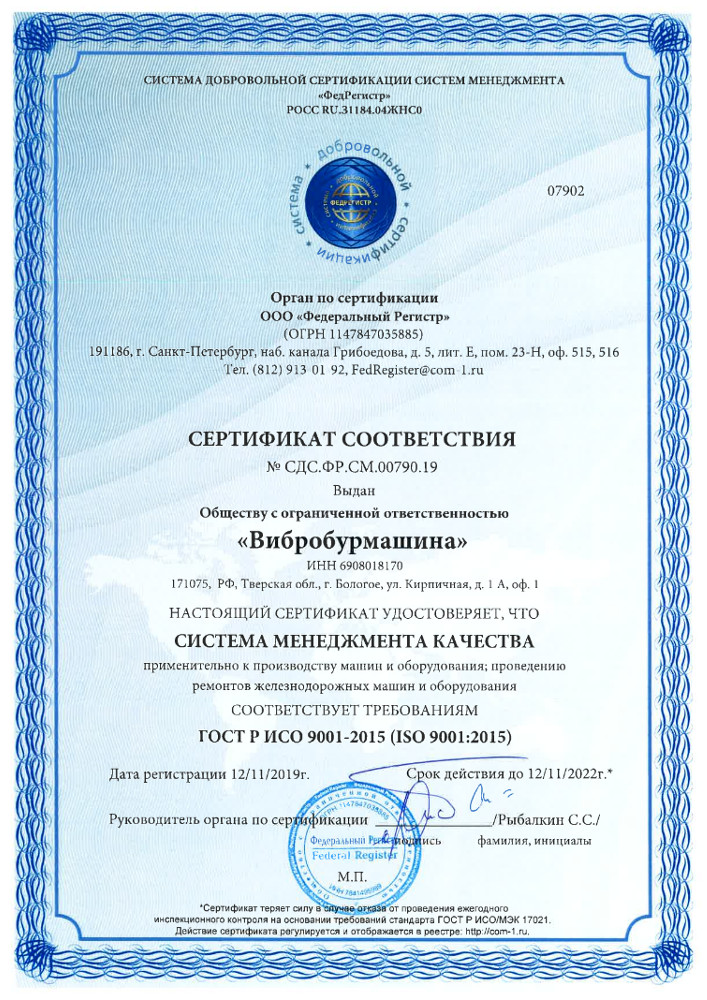 СИСТЕМА ДОБРОВОЛЬНОЙ СЕРТИФИКАЦИИ СИСТЕМ МЕНЕДЖМЕНТА
«ФедРегистр»
РОСС RU.31184.04ЖНС0
система * добровольной * сертификации *
ФЕДРЕГИСТР
07902
Орган по сертификации
ООО «Федеральный Регистр»
(ОГРН 1147847035885)
191186, г. Санкт-Петербург, наб. канала Грибоедова, д. 5, лит. Е, пом. 23-Н, оф. 515, 516
Тел. (812) 913-01-92, FedRegister@com-1.ru
СЕРТИФИКАТ СООТВЕТСТВИЯ
№ СДС.ФР.СМ.00790.19
Выдан
Обществу с ограниченной ответственностью
«Вибробурмашина»
ИНН 6908018170
171075, РФ, Тверская обл., г. Бологое, ул. Кирпичная, д. 1 А, оф. 1
НАСТОЯЩИЙ СЕРТИФИКАТ УДОСТОВЕРЯЕТ, ЧТО
СИСТЕМА МЕНЕДЖМЕНТА КАЧЕСТВА
применительно к производству машин и оборудования; проведению
ремонтов железнодорожных машин и оборудования
СООТВЕТСТВУЕТ ТРЕБОВАНИЯМ
ГОСТ Р ИСО 9001-2015 (ISO 9001:2015)
Дата регистрации 12/11/2019г. Срок действия до 12/11/2022г.*
Руководитель органа по сертификации /Рыбалкин С.С./
подпись фамилия, инициалы
ОГРН 1147847035885
Федеральный Регистр
Federal Register
М.П.
*Сертификат теряет силу в случае отказа от проведения ежегодного
инспекционного контроля на основании требований стандарта ГОСТ Р ИСО/МЭК 17021.
Действие сертификата регулируется и отображается в реестре: http://com-1.ru.